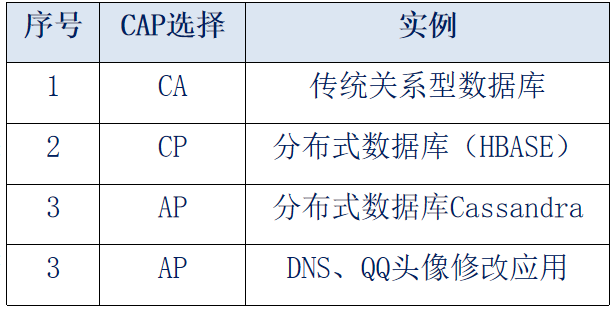 序号 CAP选择 实例
1 CA 传统关系型数据库
2 CP 分布式数据库（HBASE）
3 AP 分布式数据库Cassandra
3 AP DNS、QQ头像修改应用